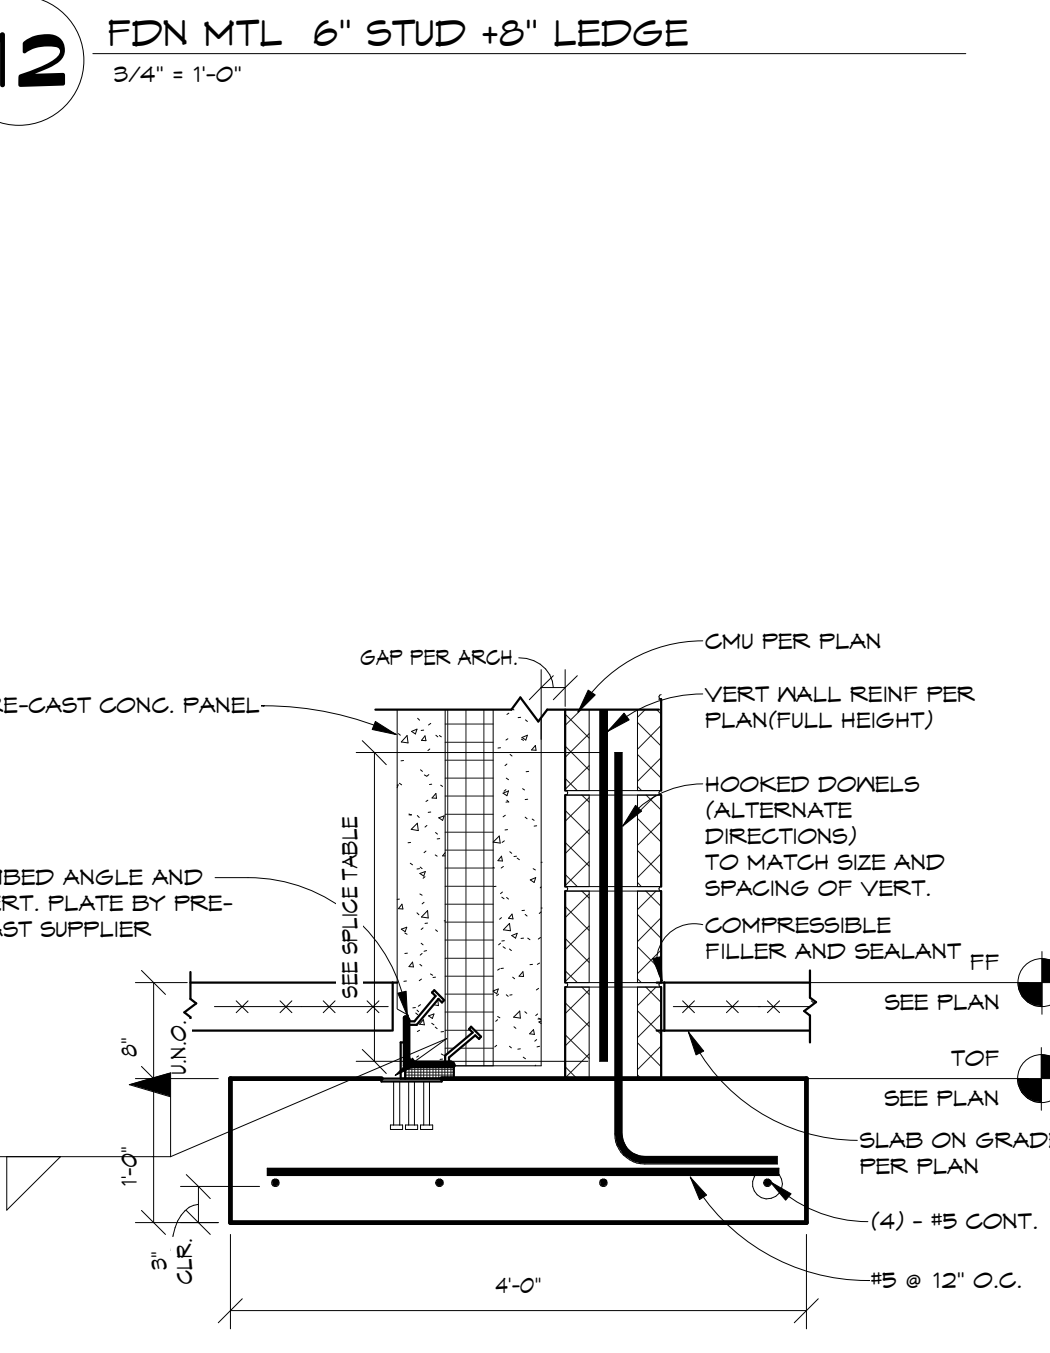 12
FDN MTL 6" STUD +8" LEDGE
3/4" = 1'-0"
GAP PER ARCH.
CMU PER PLAN
RE-CAST CONC. PANEL
VERT WALL REINF PER
PLAN(FULL HEIGHT)
HOOKED DOWELS
(ALTERNATE
DIRECTIONS)
TO MATCH SIZE AND
SPACING OF VERT.
SEE SPLICE TABLE
BED ANGLE AND
ERT. PLATE BY PRE-
AST SUPPLIER
COMPRESSIBLE
FILLER AND SEALANT
FF
SEE PLAN
8"
U.N.O.
TOF
SEE PLAN
SLAB ON GRADE
PER PLAN
1'-0"
3"
CLR.
(4) - #5 CONT.
#5 @ 12" O.C.
4'-0"